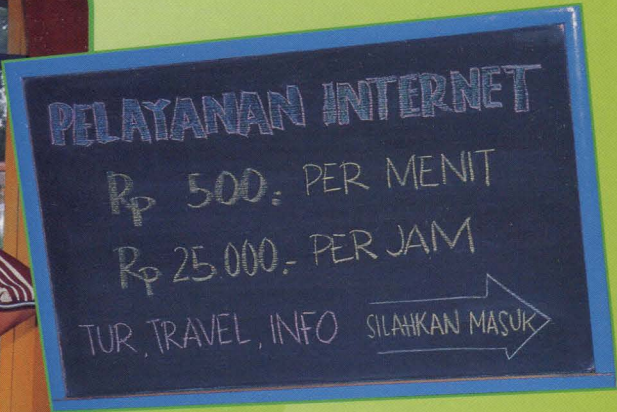 PELAYANAN INTERNET
Rp 500.- PER MENIT
Rp 25.000.- PER JAM
TUR, TRAVEL, INFO SILAHKAN MASUK